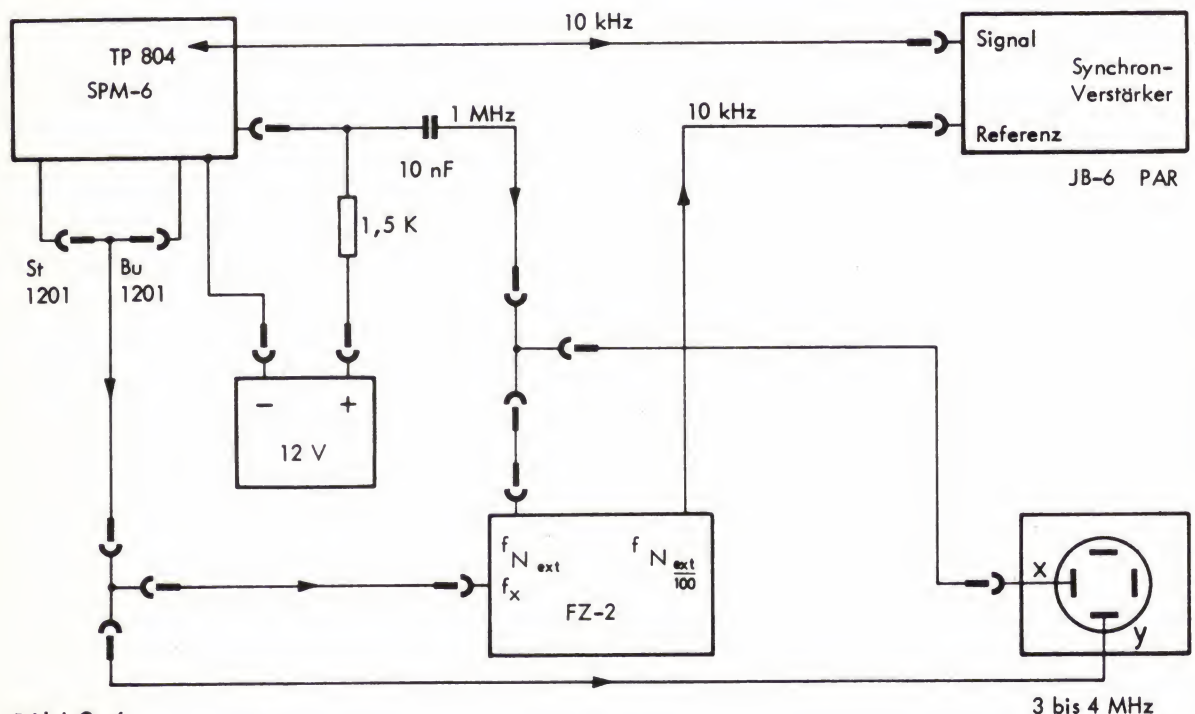 10 kHz
TP 804
SPM-6
Signal
Synchron-
Verstärker
Referenz
JB-6 PAR
1 MHz
10 kHz
10 nF
1,5 K
St
1201
Bu
1201
− +
12 V
f N ext
f N ext/100
f x
FZ-2
x
y
3 bis 4 MHz